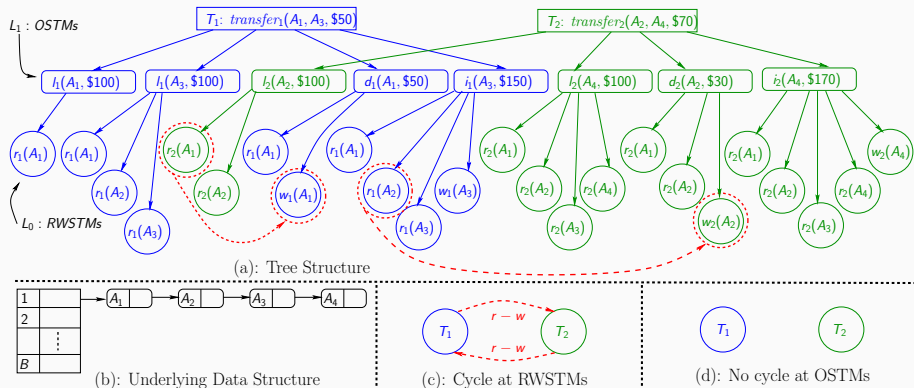 T₁: transfer₁(A₁, A₃, $50)
T₂: transfer₂(A₂, A₄, $70)
L₁ : OSTMs
l₁(A₁, $100)
l₁(A₃, $100)
l₂(A₂, $100)
d₁(A₁, $50)
i₁(A₃, $150)
l₂(A₄, $100)
d₂(A₂, $30)
i₂(A₄, $170)
r₁(A₁)
r₁(A₁)
r₁(A₂)
r₁(A₃)
r₂(A₁)
r₂(A₂)
r₁(A₁)
w₁(A₁)
r₁(A₁)
r₁(A₂)
r₁(A₃)
w₁(A₃)
r₂(A₁)
r₂(A₂)
r₂(A₃)
r₂(A₄)
r₂(A₁)
r₂(A₂)
w₂(A₂)
r₂(A₁)
r₂(A₂)
r₂(A₃)
r₂(A₄)
w₂(A₄)
L₀ : RWSTMs
(a): Tree Structure
1
2
B
A₁
A₂
A₃
A₄
(b): Underlying Data Structure
T₁
r − w
r − w
T₂
(c): Cycle at RWSTMs
T₁
T₂
(d): No cycle at OSTMs